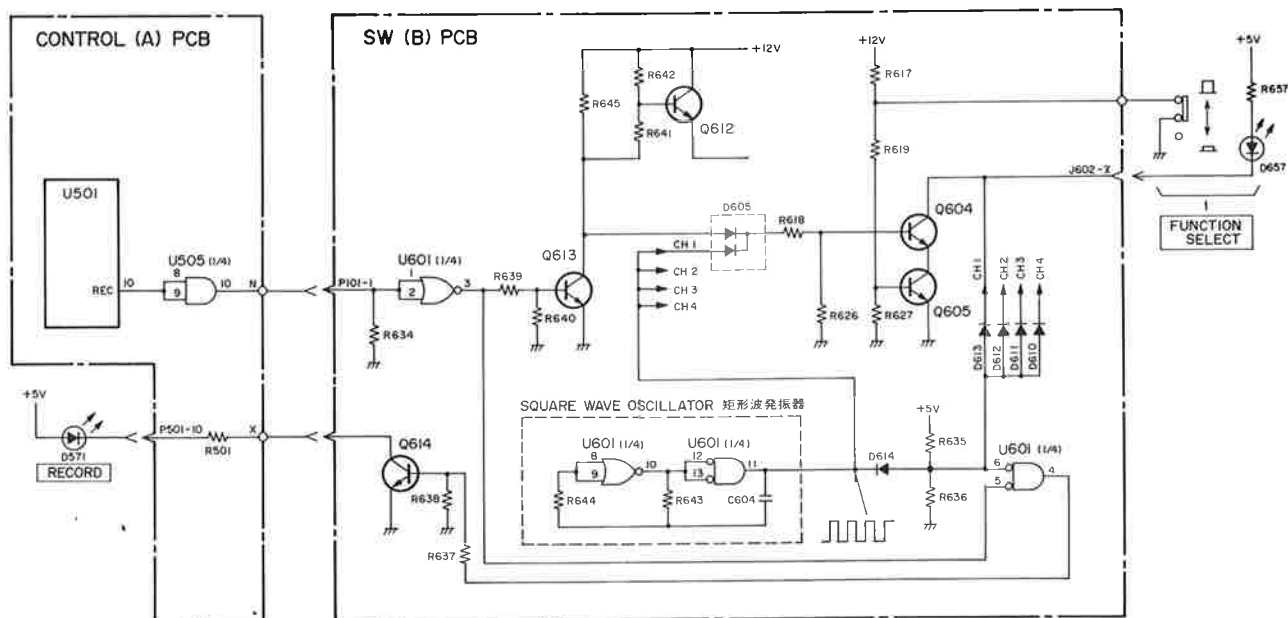 CONTROL (A) PCB
U501
REC
10
8
9
U505 (1/4)
10
N
+5V
D571
RECORD
P501-10
R501
X
SW (B) PCB
P101-1
R634
U601 (1/4)
1
2
3
R639
R640
Q613
R645
R642
R641
Q612
+12V
CH 1
CH 2
CH 3
CH 4
D605
R618
R626
+12V
R617
R619
R627
Q604
Q605
J602-X
CH 1
CH 2
CH 3
CH 4
D613
D612
D611
D610
+5V
R657
D657
1
FUNCTION
SELECT
SQUARE WAVE OSCILLATOR 矩形波発振器
U601 (1/4)
8
9
10
U601 (1/4)
12
13
11
R644
R643
C604
D614
+5V
R635
R636
U601 (1/4)
6
5
4
Q614
R638
R637